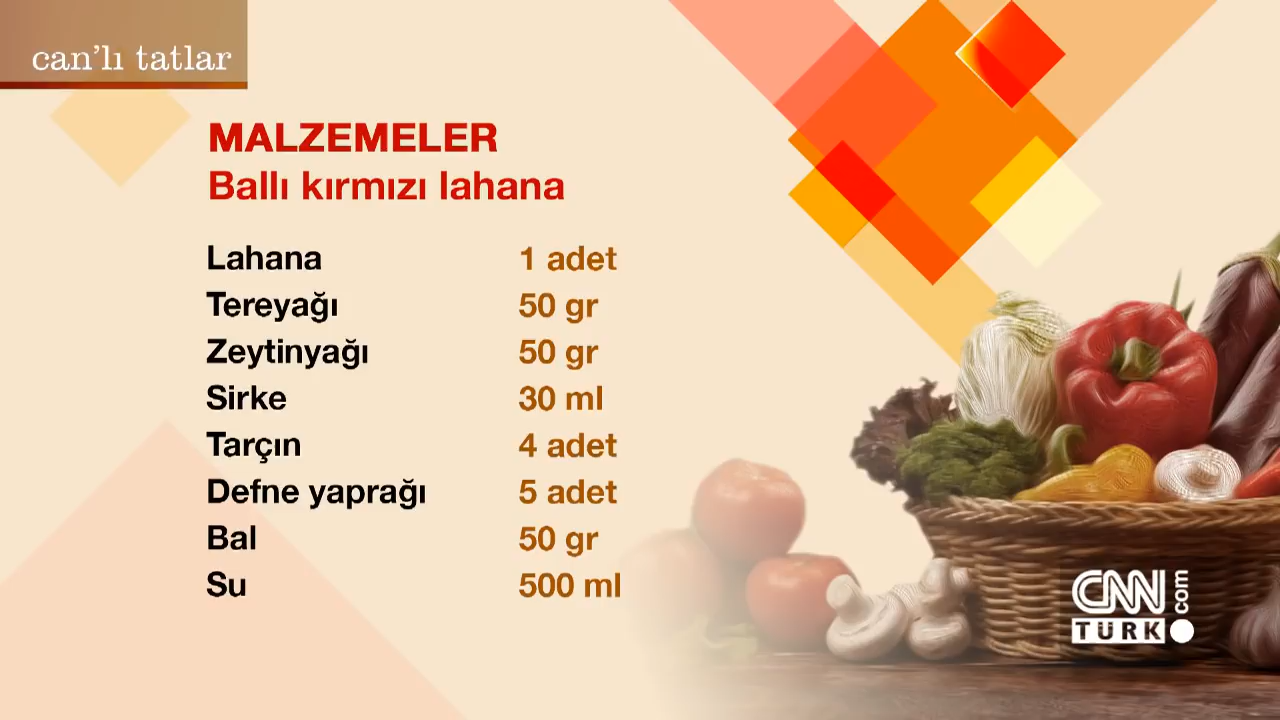 can'lı tatlar
MALZEMELER
Ballı kırmızı lahana
Lahana 1 adet
Tereyağı 50 gr
Zeytinyağı 50 gr
Sirke 30 ml
Tarçın 4 adet
Defne yaprağı 5 adet
Bal 50 gr
Su 500 ml
CNN
TÜRK
.com